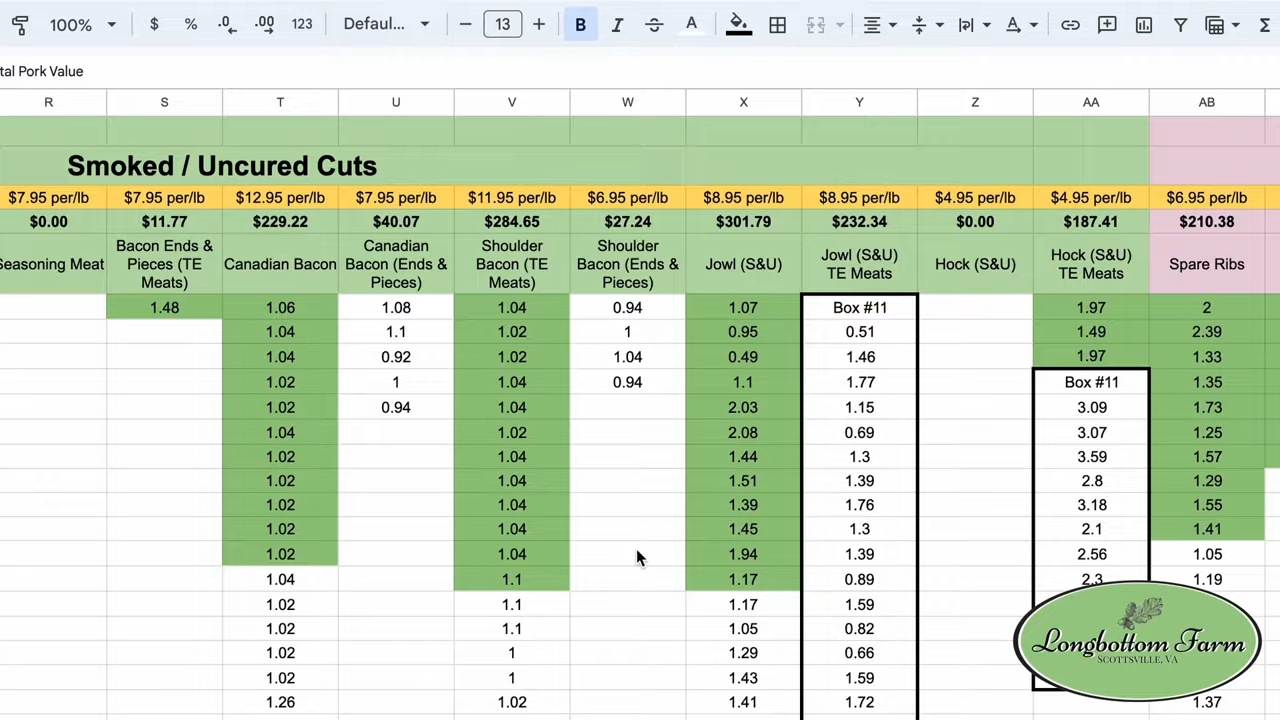 100% $ % .0 .00 123 Defaul... 13 B I S A A Σ
tal Pork Value
R S T U V W X Y Z AA AB
Smoked / Uncured Cuts
$7.95 per/lb $7.95 per/lb $12.95 per/lb $7.95 per/lb $11.95 per/lb $6.95 per/lb $8.95 per/lb $8.95 per/lb $4.95 per/lb $4.95 per/lb $6.95 per/lb
$0.00 $11.77 $229.22 $40.07 $284.65 $27.24 $301.79 $232.34 $0.00 $187.41 $210.38
Bacon Ends & Canadian Shoulder Shoulder Jowl (S&U) Hock (S&U)
Seasoning Meat Pieces (TE Canadian Bacon Bacon (Ends & Bacon (TE Bacon (Ends & Jowl (S&U) TE Meats Hock (S&U) TE Meats Spare Ribs
Meats) Pieces) Meats) Pieces)
1.48 1.06 1.08 1.04 0.94 1.07 Box #11 1.97 2
1.04 1.1 1.02 1 0.95 0.51 1.49 2.39
1.04 0.92 1.02 1.04 0.49 1.46 1.97 1.33
1.02 1 1.04 0.94 1.1 1.77 Box #11 1.35
1.02 0.94 1.04 2.03 1.15 3.09 1.73
1.04 1.02 2.08 0.69 3.07 1.25
1.02 1.04 1.44 1.3 3.59 1.57
1.02 1.04 1.51 1.39 2.8 1.29
1.02 1.04 1.39 1.76 3.18 1.55
1.02 1.04 1.45 1.3 2.1 1.41
1.02 1.04 1.94 1.39 2.56 1.05
1.04 1.1 1.17 0.89 2.3 1.19
1.02 1.1 1.17 1.59
1.02 1.1 1.05 0.82
1.02 1 1.29 0.66
1.02 1 1.43 1.59
1.26 1.02 1.41 1.72 1.37
Longbottom Farm
SCOTTSVILLE, VA